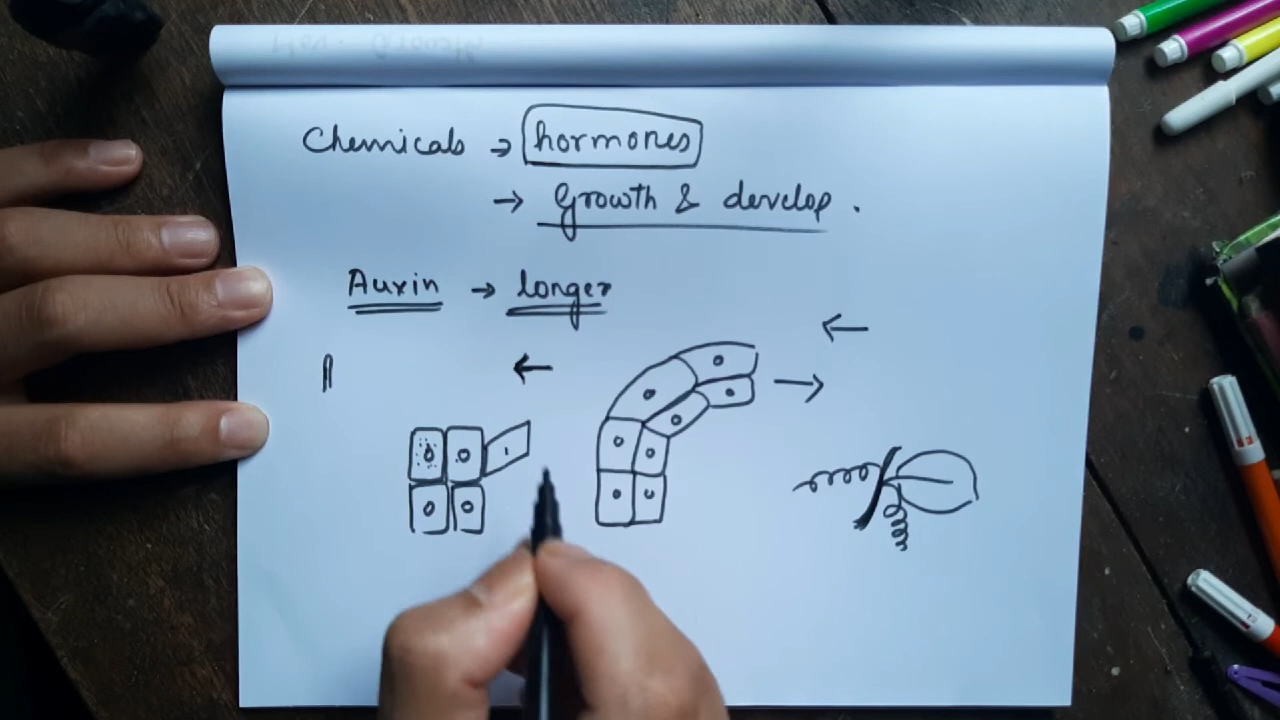 Chemicals → hormones
→ Growth & develop.
Auxin → longer